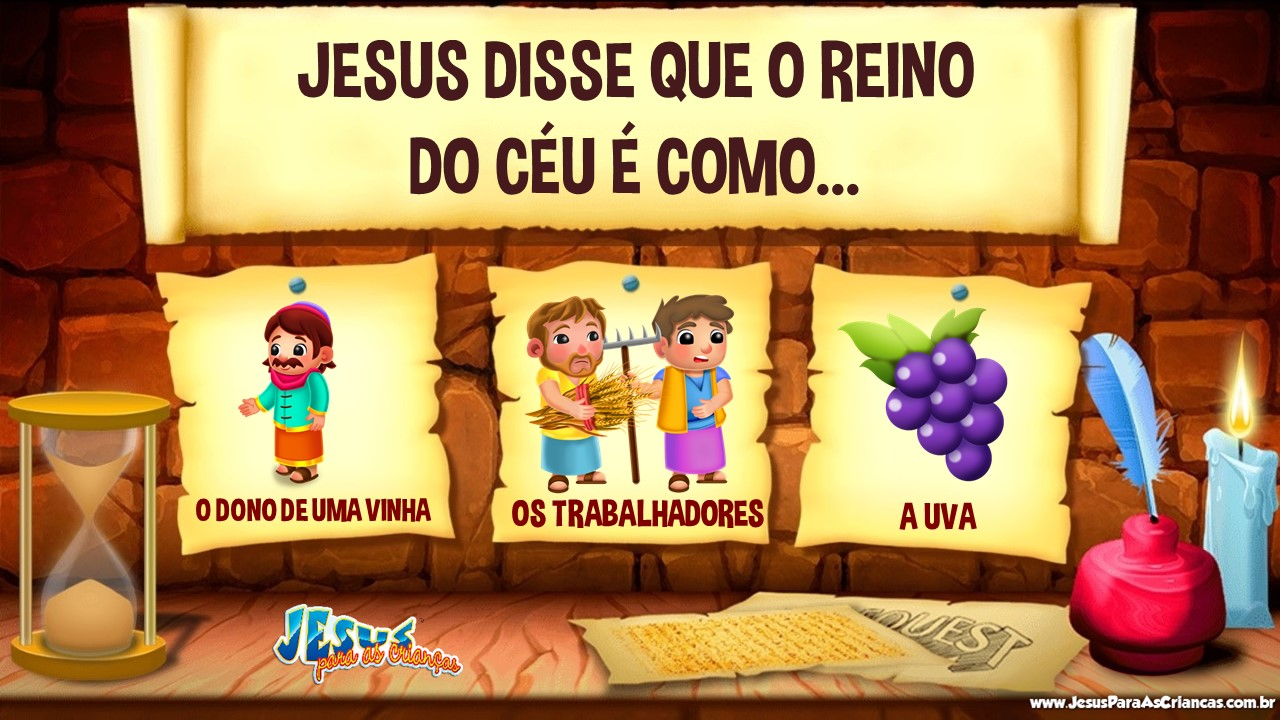 JESUS DISSE QUE O REINO
DO CÉU É COMO...
O DONO DE UMA VINHA
OS TRABALHADORES
A UVA
JESUS
para as crianças
QUEST
www.JesusParaAsCriancas.com.br